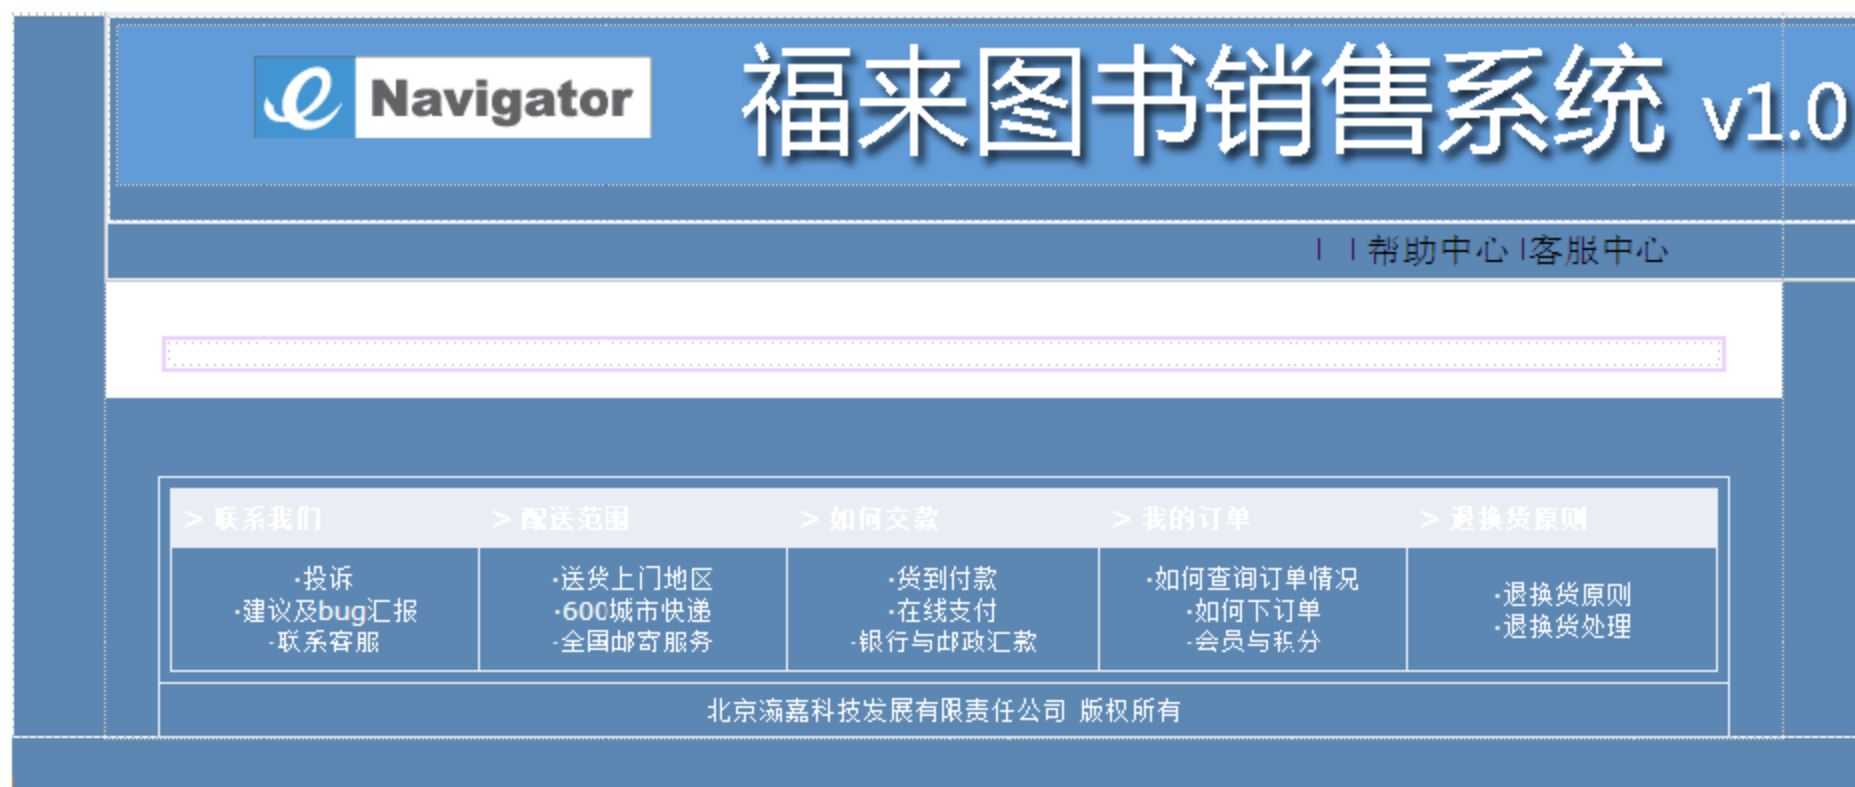 e Navigator 福来图书销售系统 v1.0
| | 帮助中心 |客服中心
> 联系我们 > 配送范围 > 如何交款 > 我的订单 > 退换货原则
·投诉
·建议及bug汇报
·联系客服
·送货上门地区
·600城市快递
·全国邮寄服务
·货到付款
·在线支付
·银行与邮政汇款
·如何查询订单情况
·如何下订单
·会员与积分
·退换货原则
·退换货处理
北京滆嘉科技发展有限责任公司 版权所有